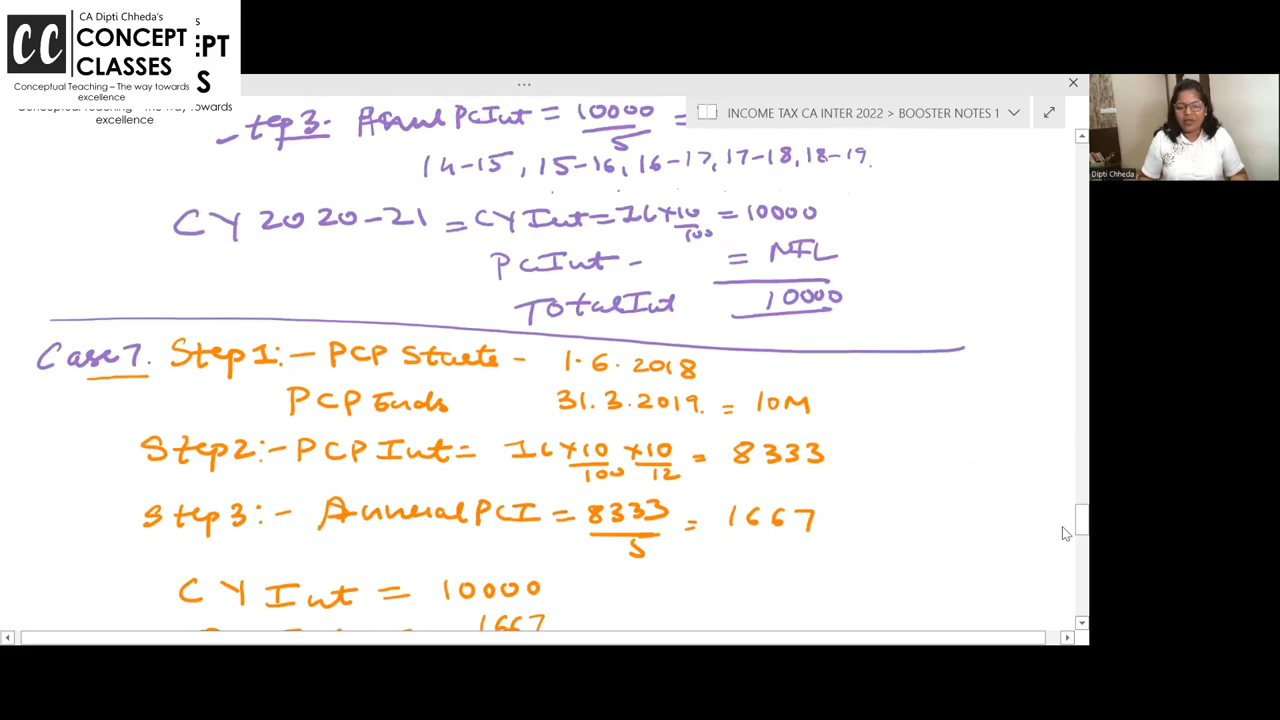 CA Dipti Chheda's
CC CONCEPT CLASSES
Conceptual Teaching – The way towards excellence
INCOME TAX CA INTER 2022 > BOOSTER NOTES 1
Dipti Chheda
Step 3- Annual PCInt = 10000/5 =
14-15, 15-16, 16-17, 17-18, 18-19.
CY 2020-21 = CY Int = 1L × 10/100 = 10000
PCInt - = NIL
Total Int 10000
Case 7. Step 1:- PCP Starts - 1.6.2018
PCP Ends 31.3.2019. = 10M
Step 2:- PCP Int = 1L × 10/100 × 10/12 = 8333
Step 3:- Annual PCI = 8333/5 = 1667
CY Int = 10000
1667